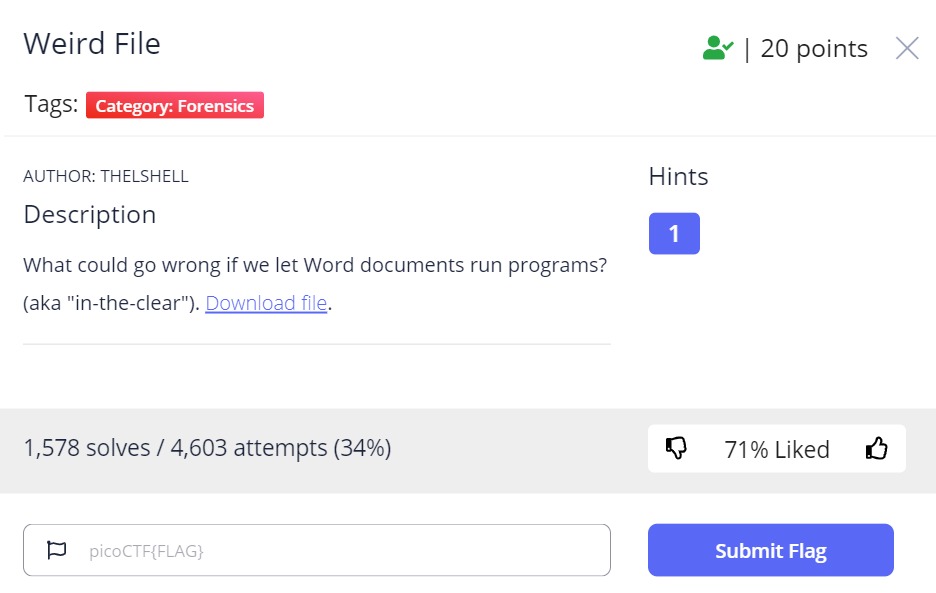 Weird File
| 20 points
Tags: Category: Forensics
AUTHOR: THELSHELL
Description
What could go wrong if we let Word documents run programs?
(aka "in-the-clear"). Download file.
Hints
1
1,578 solves / 4,603 attempts (34%)
71% Liked
picoCTF{FLAG}
Submit Flag